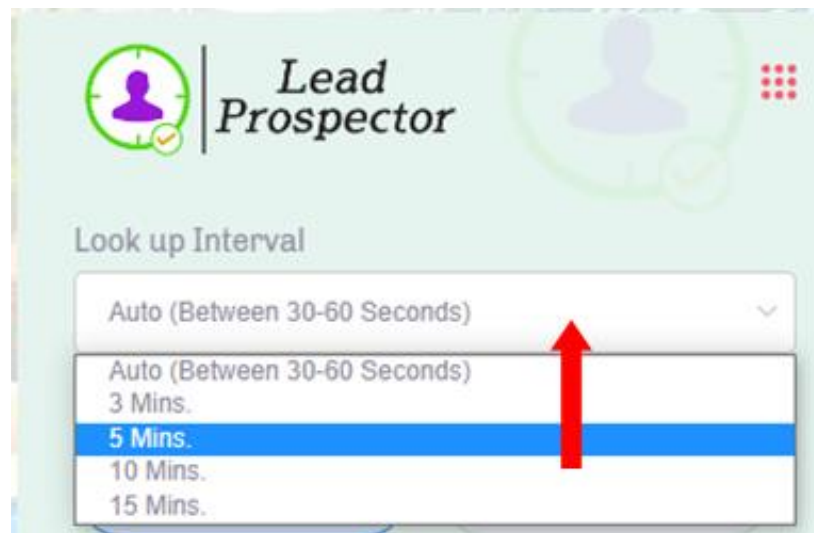 Lead
Prospector
Look up Interval
Auto (Between 30-60 Seconds)
Auto (Between 30-60 Seconds)
3 Mins.
5 Mins.
10 Mins.
15 Mins.